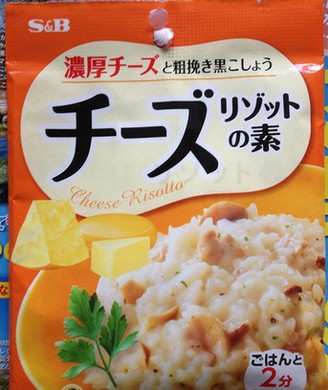 S&B
濃厚チーズと粗挽き黒こしょう
チーズ
リゾット
の素
Cheese Risotto
ごはんと
2分